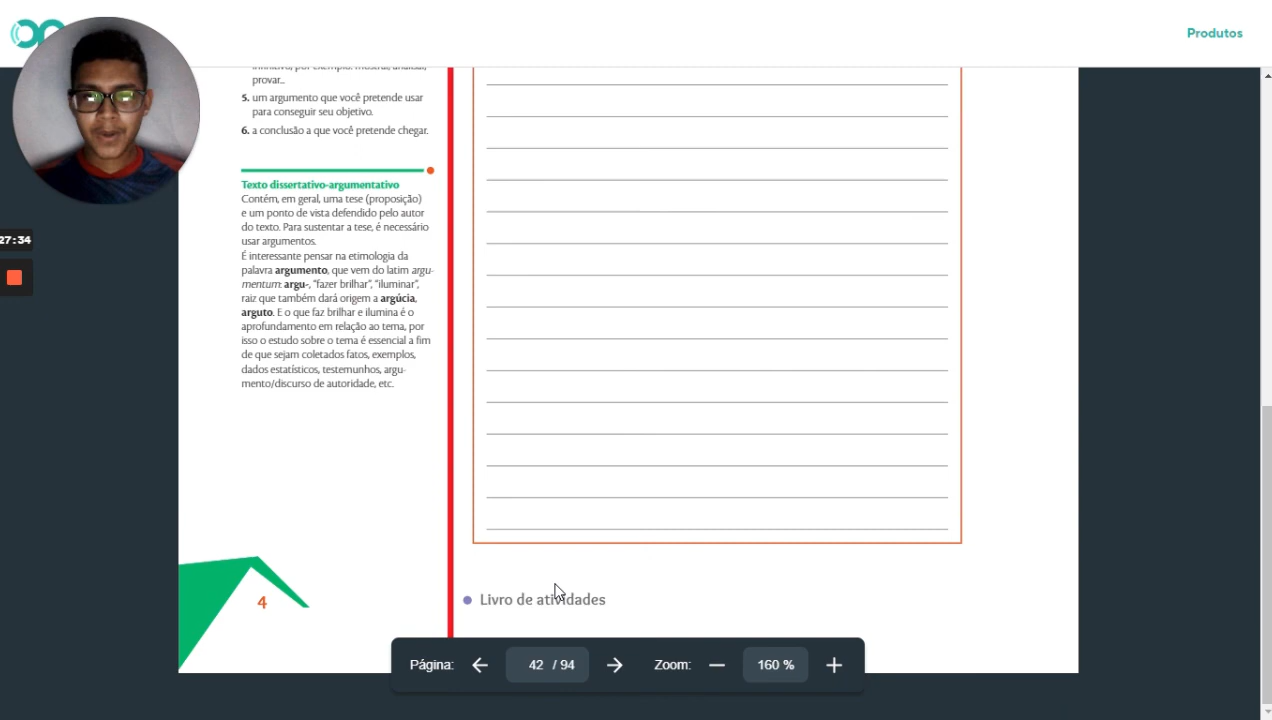 Produtos
provar...
5. um argumento que você pretende usar
para conseguir seu objetivo.
6. a conclusão a que você pretende chegar.
Texto dissertativo-argumentativo
Contém, em geral, uma tese (proposição)
e um ponto de vista defendido pelo autor
do texto. Para sustentar a tese, é necessário
usar argumentos.
É interessante pensar na etimologia da
palavra argumento, que vem do latim argu-
mentum: argu-, "fazer brilhar", "iluminar",
raiz que também dará origem a argúcia,
arguto. E o que faz brilhar e ilumina é o
aprofundamento em relação ao tema, por
isso o estudo sobre o tema é essencial a fim
de que sejam coletados fatos, exemplos,
dados estatísticos, testemunhos, argu-
mento/discurso de autoridade, etc.
27:34
4
Livro de atividades
Página: 42 / 94 Zoom: 160 %